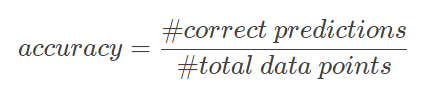 accuracy = #correct predictions / #total data points